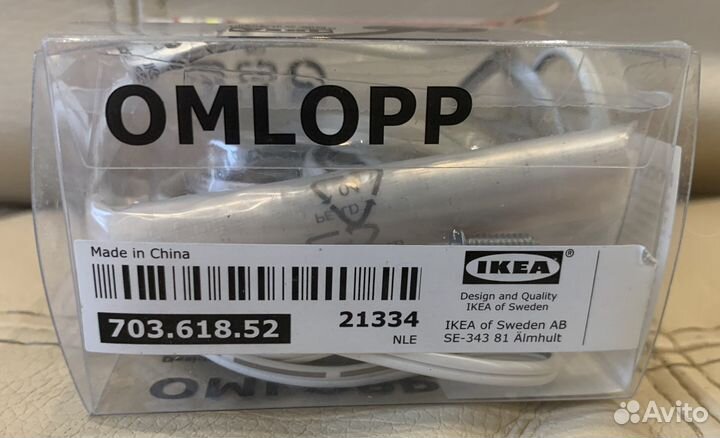 OMLOPP
Made in China
IKEA®
Design and Quality
IKEA of Sweden
703.618.52
21334
NLE
IKEA of Sweden AB
SE-343 81 Älmhult
OMLOPP
Avito